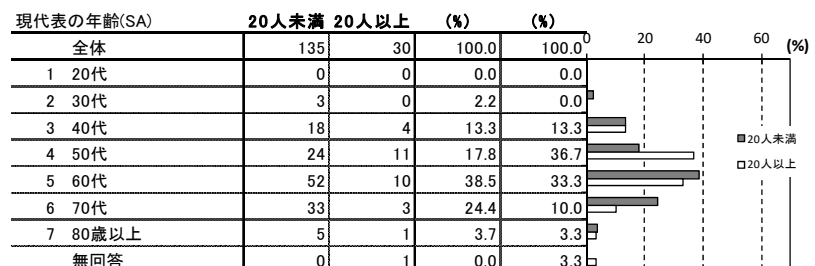 現代表の年齢(SA) 20人未満 20人以上 (%) (%)
全体 135 30 100.0 100.0
0 20 40 60 (%)
1 20代 0 0 0.0 0.0
2 30代 3 0 2.2 0.0
3 40代 18 4 13.3 13.3
4 50代 24 11 17.8 36.7
5 60代 52 10 38.5 33.3
6 70代 33 3 24.4 10.0
7 80歳以上 5 1 3.7 3.3
無回答 0 1 0.0 3.3
20人未満
20人以上